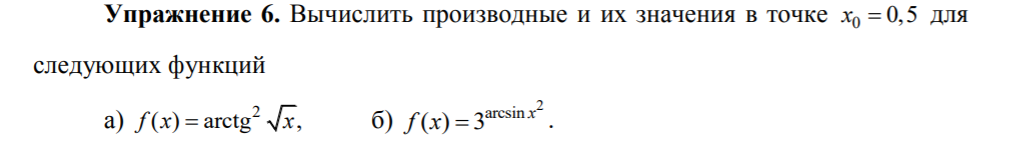 Упражнение 6. Вычислить производные и их значения в точке x₀ = 0,5 для
следующих функций
а) f(x) = arctg² √x, б) f(x) = 3^(arcsin x²).